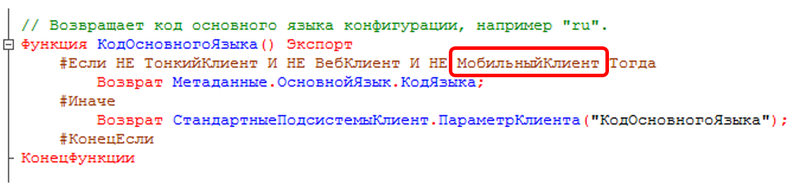 // Возвращает код основного языка конфигурации, например "ru".
Функция КодОсновногоЯзыка() Экспорт
#Если НЕ ТонкийКлиент И НЕ ВебКлиент И НЕ МобильныйКлиент Тогда
Возврат Метаданные.ОсновнойЯзык.КодЯзыка;
#Иначе
Возврат СтандартныеПодсистемыКлиент.ПараметрКлиента("КодОсновногоЯзыка");
#КонецЕсли
КонецФункции